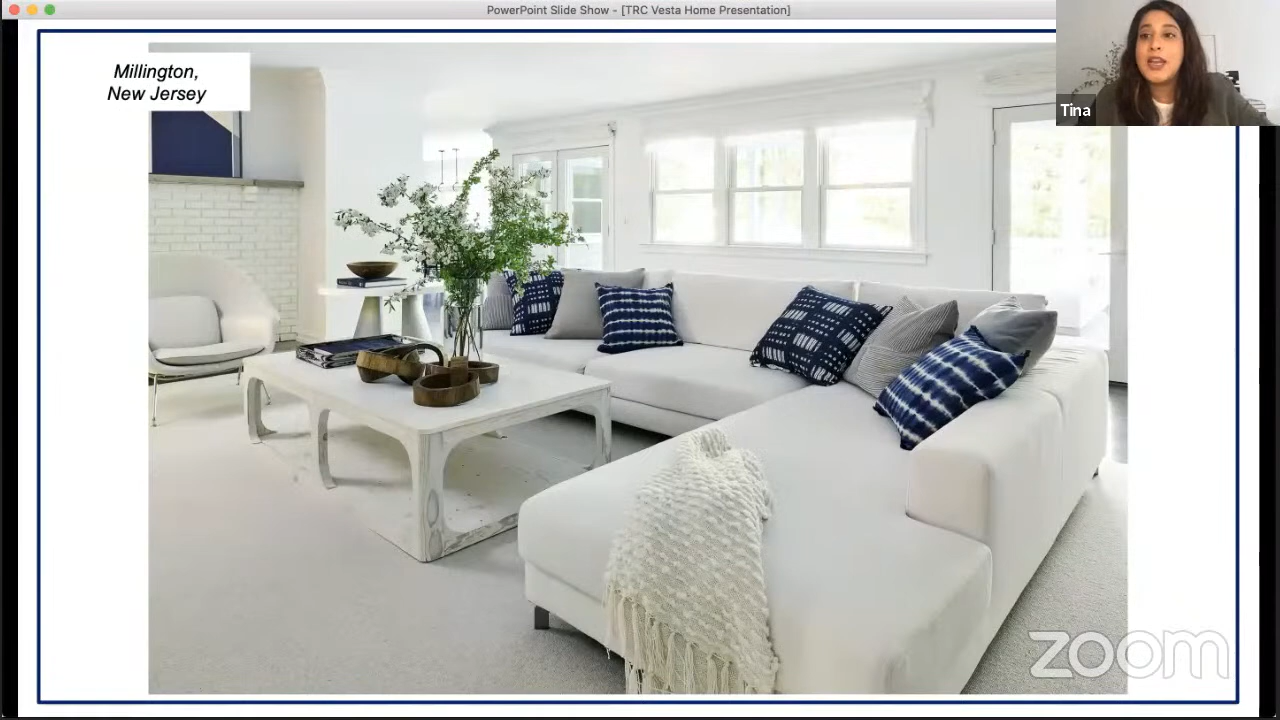 PowerPoint Slide Show - [TRC Vesta Home Presentation]
Millington,
New Jersey
Tina
zoom